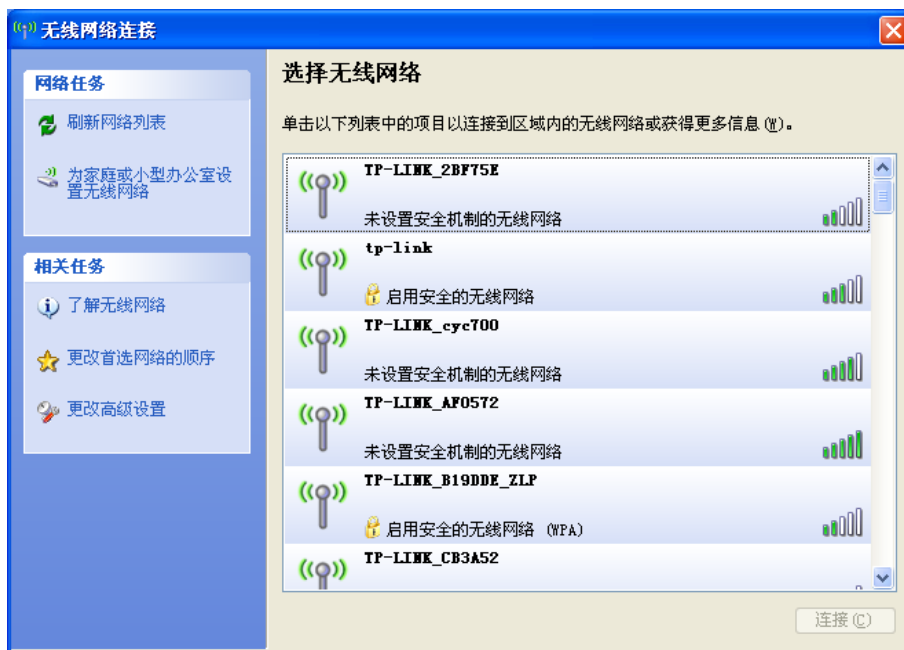 无线网络连接
网络任务
刷新网络列表
为家庭或小型办公室设
置无线网络
相关任务
了解无线网络
更改首选网络的顺序
更改高级设置
选择无线网络
单击以下列表中的项目以连接到区域内的无线网络或获得更多信息(W)。
TP-LINK_2BF75E
未设置安全机制的无线网络
tp-link
启用安全的无线网络
TP-LINK_cyc700
未设置安全机制的无线网络
TP-LINK_AF0572
未设置安全机制的无线网络
TP-LINK_B19DDE_ZLP
启用安全的无线网络 (WPA)
TP-LINK_CB3A52
连接(C)